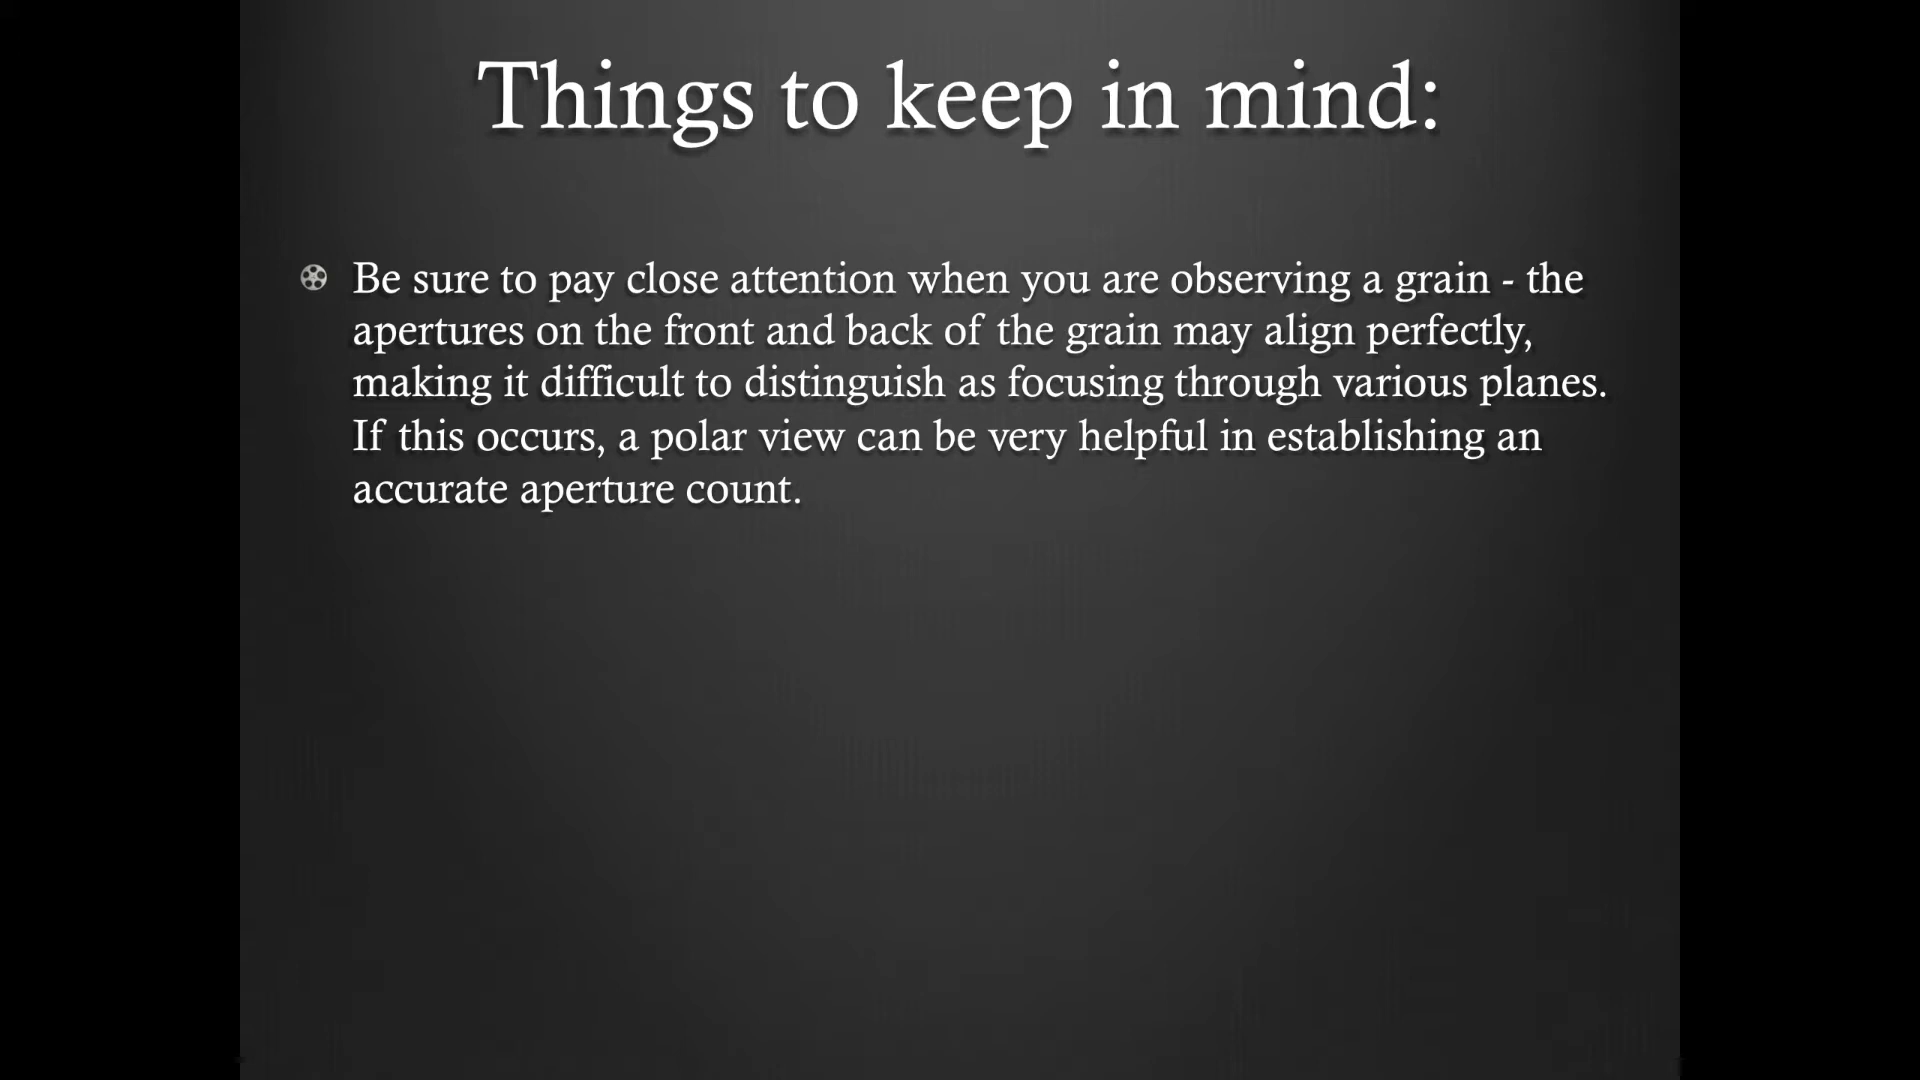 Things to keep in mind:
Be sure to pay close attention when you are observing a grain - the
apertures on the front and back of the grain may align perfectly,
making it difficult to distinguish as focusing through various planes.
If this occurs, a polar view can be very helpful in establishing an
accurate aperture count.